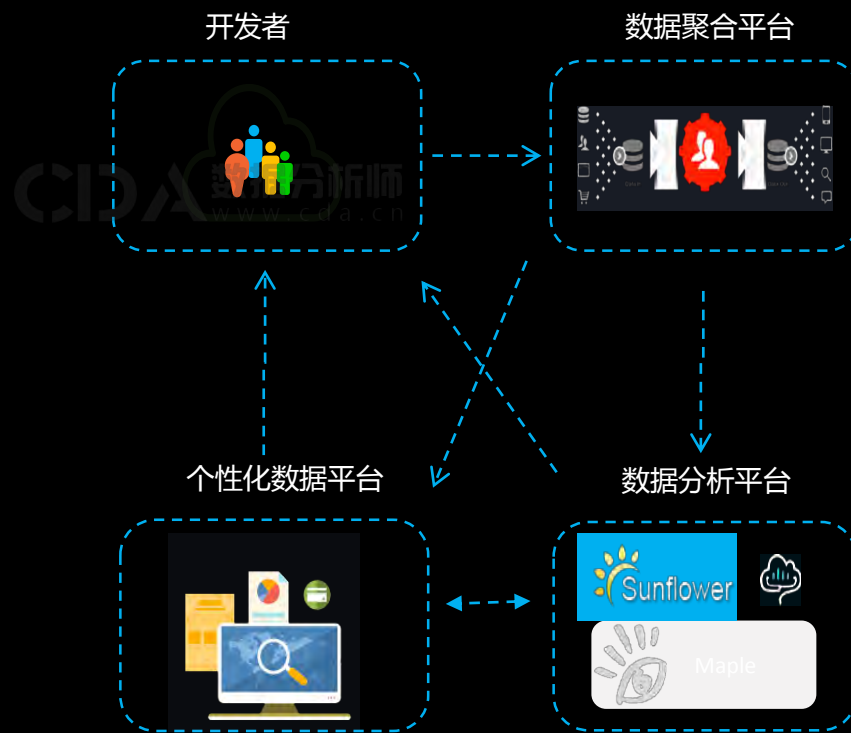 开发者
数据聚合平台
CDA 数据分析师
www.cda.cn
个性化数据平台
数据分析平台
Sunflower
Maple